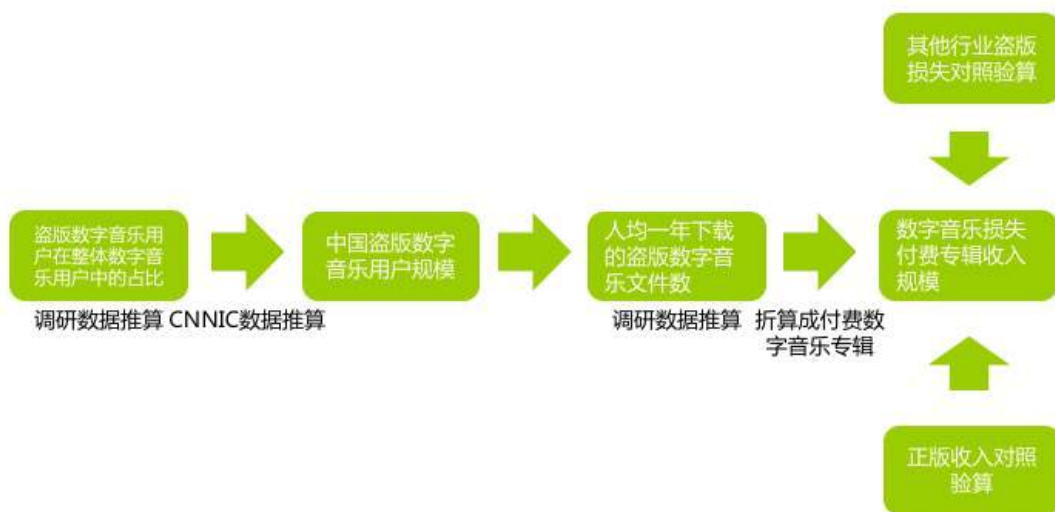 其他行业盗版
损失对照验算
盗版数字音乐用
户在整体数字音
乐用户中的占比
中国盗版数字
音乐用户规模
人均一年下载
的盗版数字音
乐文件数
数字音乐损失
付费专辑收入
规模
调研数据推算 CNNIC数据推算
调研数据推算
折算成付费数
字音乐专辑
正版收入对照
验算